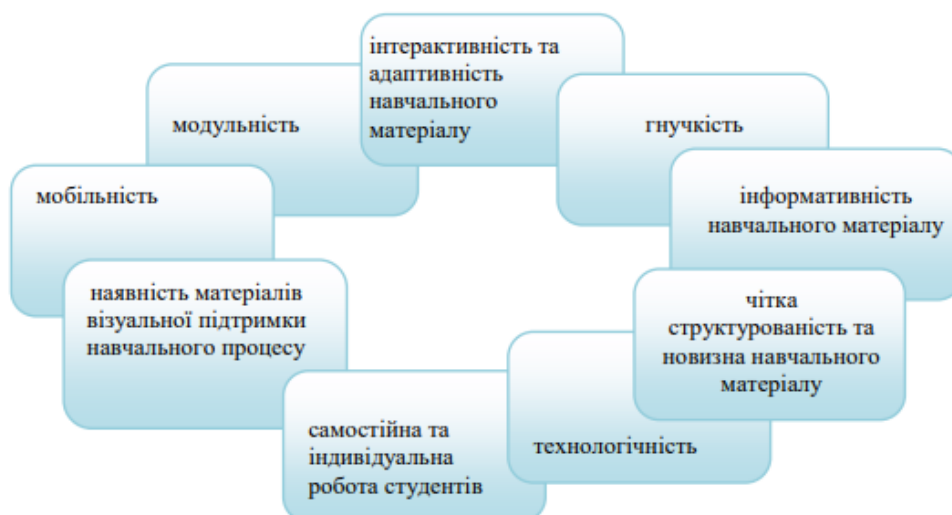 інтерактивність та
адаптивність
навчального
матеріалу
модульність
гнучкість
мобільність
інформативність
навчального матеріалу
наявність матеріалів
візуальної підтримки
навчального процесу
чітка
структурованість та
новизна навчального
матеріалу
самостійна та
індивідуальна
робота студентів
технологічність